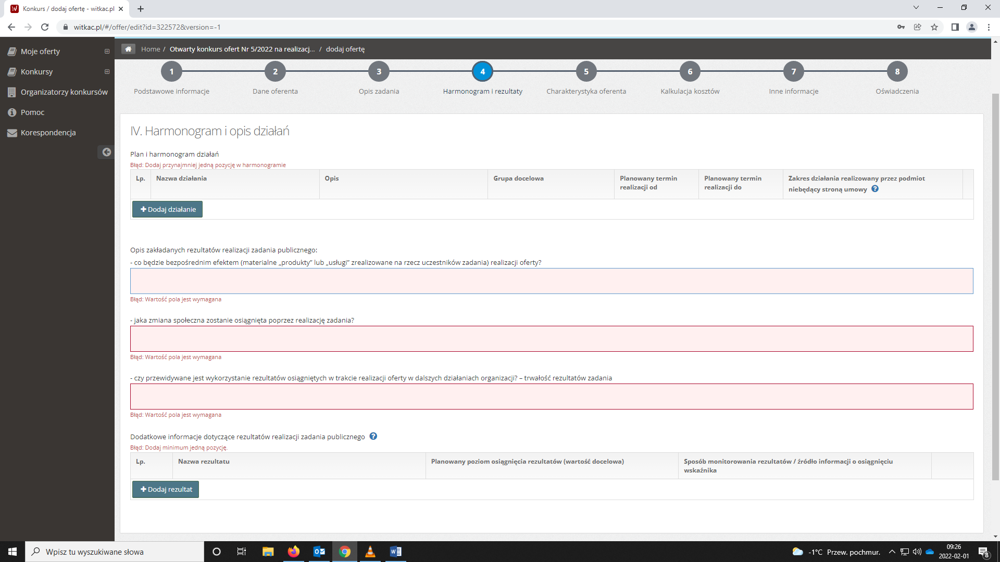 Konkurs / dodaj ofertę - witkac.pl
witkac.pl/#/offer/edit?id=322572&version=-1
Moje oferty
Konkursy
Organizatorzy konkursów
Pomoc
Korespondencja
Home / Otwarty konkurs ofert Nr 5/2022 na realizacj... / dodaj ofertę
1 2 3 4 5 6 7 8
Podstawowe informacje Dane oferenta Opis zadania Harmonogram i rezultaty Charakterystyka oferenta Kalkulacja kosztów Inne informacje Oświadczenia
IV. Harmonogram i opis działań
Plan i harmonogram działań
Błąd: Dodaj przynajmniej jedną pozycję w harmonogramie
Lp. Nazwa działania Opis Grupa docelowa Planowany termin Planowany termin Zakres działania realizowany przez podmiot
realizacji od realizacji do niebędący stroną umowy ?
Dodaj działanie
Opis zakładanych rezultatów realizacji zadania publicznego:
- co będzie bezpośrednim efektem (materialne „produkty” lub „usługi” zrealizowane na rzecz uczestników zadania) realizacji oferty?
Błąd: Wartość pola jest wymagana
- jaka zmiana społeczna zostanie osiągnięta poprzez realizację zadania?
Błąd: Wartość pola jest wymagana
- czy przewidywane jest wykorzystanie rezultatów osiągniętych w trakcie realizacji oferty w dalszych działaniach organizacji? – trwałość rezultatów zadania
Błąd: Wartość pola jest wymagana
Dodatkowe informacje dotyczące rezultatów realizacji zadania publicznego ?
Błąd: Dodaj minimum jedną pozycję.
Lp. Nazwa rezultatu Planowany poziom osiągnięcia rezultatów (wartość docelowa) Sposób monitorowania rezultatów / źródło informacji o osiągnięciu
wskaźnika
Dodaj rezultat
Wpisz tu wyszukiwane słowa
-1°C Przew. pochmur.
09:26
2022-02-01
8